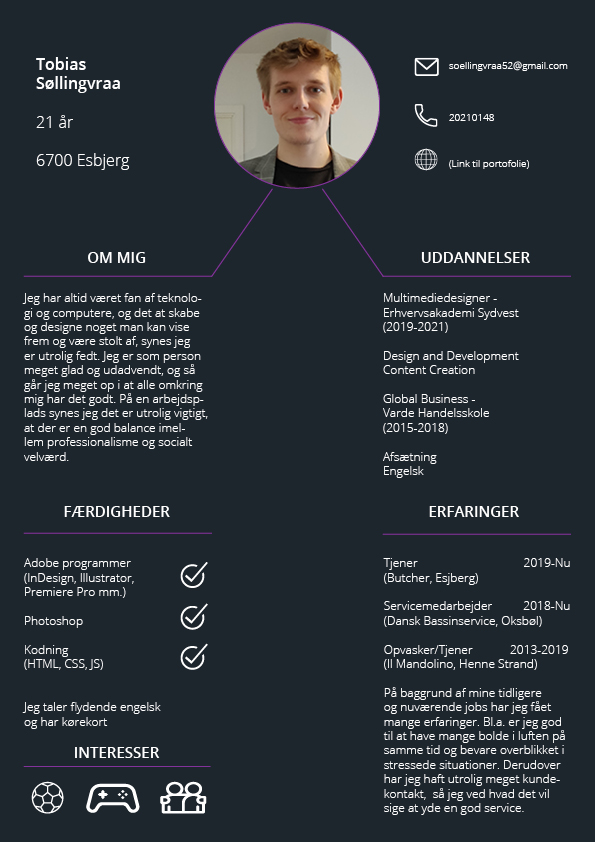 Tobias
Søllingvraa
21 år
6700 Esbjerg
soellingvraa52@gmail.com
20210148
(Link til portofolie)
OM MIG
Jeg har altid været fan af teknolo-
gi og computere, og det at skabe
og designe noget man kan vise
frem og være stolt af, synes jeg
er utrolig fedt. Jeg er som person
meget glad og udadvendt, og så
går jeg meget op i at alle omkring
mig har det godt. På en arbejdsp-
lads synes jeg det er utrolig vigtigt,
at der er en god balance imel-
lem professionalisme og socialt
velværd.
UDDANNELSER
Multimediedesigner -
Erhvervsakademi Sydvest
(2019-2021)
Design and Development
Content Creation
Global Business -
Varde Handelsskole
(2015-2018)
Afsætning
Engelsk
FÆRDIGHEDER
Adobe programmer
(InDesign, Illustrator,
Premiere Pro mm.)
Photoshop
Kodning
(HTML, CSS, JS)
Jeg taler flydende engelsk
og har kørekort
INTERESSER
ERFARINGER
Tjener 2019-Nu
(Butcher, Esjberg)
Servicemedarbejder 2018-Nu
(Dansk Bassinservice, Oksbøl)
Opvasker/Tjener 2013-2019
(Il Mandolino, Henne Strand)
På baggrund af mine tidligere
og nuværende jobs har jeg fået
mange erfaringer. Bl.a. er jeg god
til at have mange bolde i luften på
samme tid og bevare overblikket i
stressede situationer. Derudover
har jeg haft utrolig meget kunde-
kontakt, så jeg ved hvad det vil
sige at yde en god service.